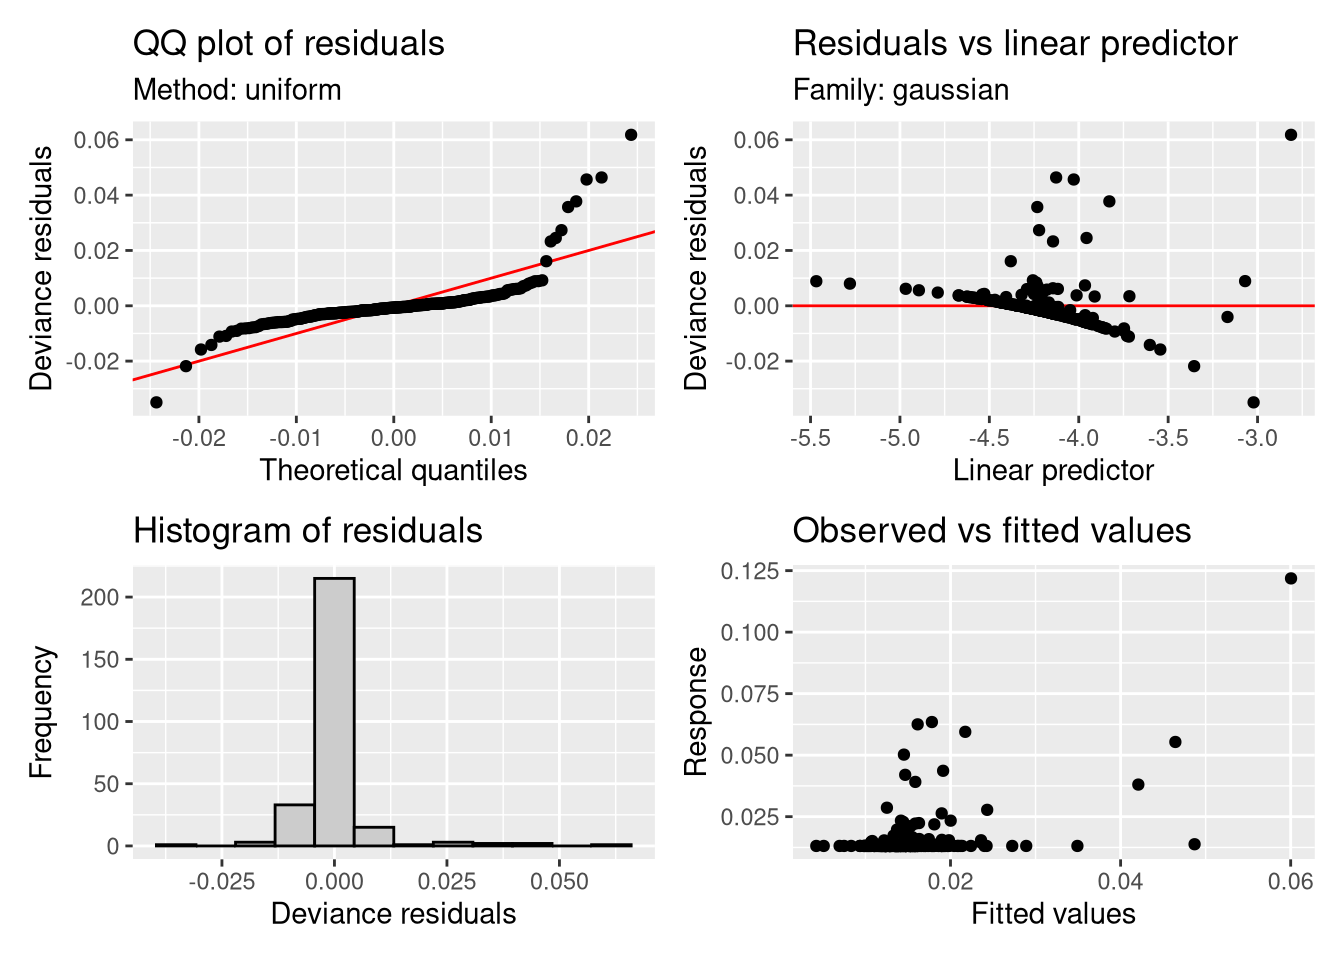 QQ plot of residuals
Method: uniform
Deviance residuals
0.06
0.04
0.02
0.00
-0.02
-0.02
-0.01
0.00
0.01
0.02
Theoretical quantiles
Residuals vs linear predictor
Family: gaussian
Deviance residuals
0.06
0.04
0.02
0.00
-0.02
-5.5
-5.0
-4.5
-4.0
-3.5
-3.0
Linear predictor
Histogram of residuals
Frequency
200
150
100
50
0
-0.025
0.000
0.025
0.050
Deviance residuals
Observed vs fitted values
Response
0.125
0.100
0.075
0.050
0.025
0.02
0.04
0.06
Fitted values